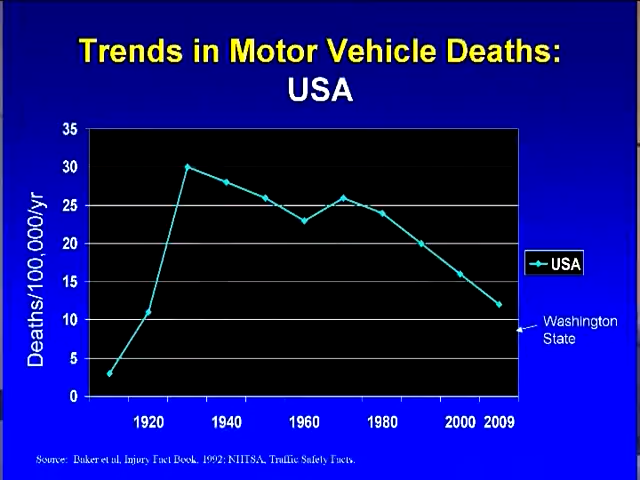 Trends in Motor Vehicle Deaths:
USA
35
30
25
20
15
10
5
0
Deaths/100,000/yr
1920
1940
1960
1980
2000
2009
USA
Washington
State
Source: Baker et al, Injury Fact Book, 1992; NHTSA, Traffic Safety Facts.